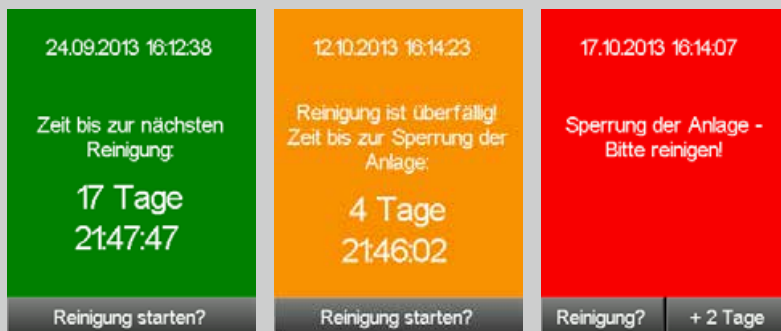 24.09.2013 16:12:38
Zeit bis zur nächsten
Reinigung:
17 Tage
21:47:47
Reinigung starten?
12.10.2013 16:14:23
Reinigung ist überfällig!
Zeit bis zur Sperrung der
Anlage:
4 Tage
21:46:02
Reinigung starten?
17.10.2013 16:14:07
Sperrung der Anlage -
Bitte reinigen!
Reinigung?
+ 2 Tage